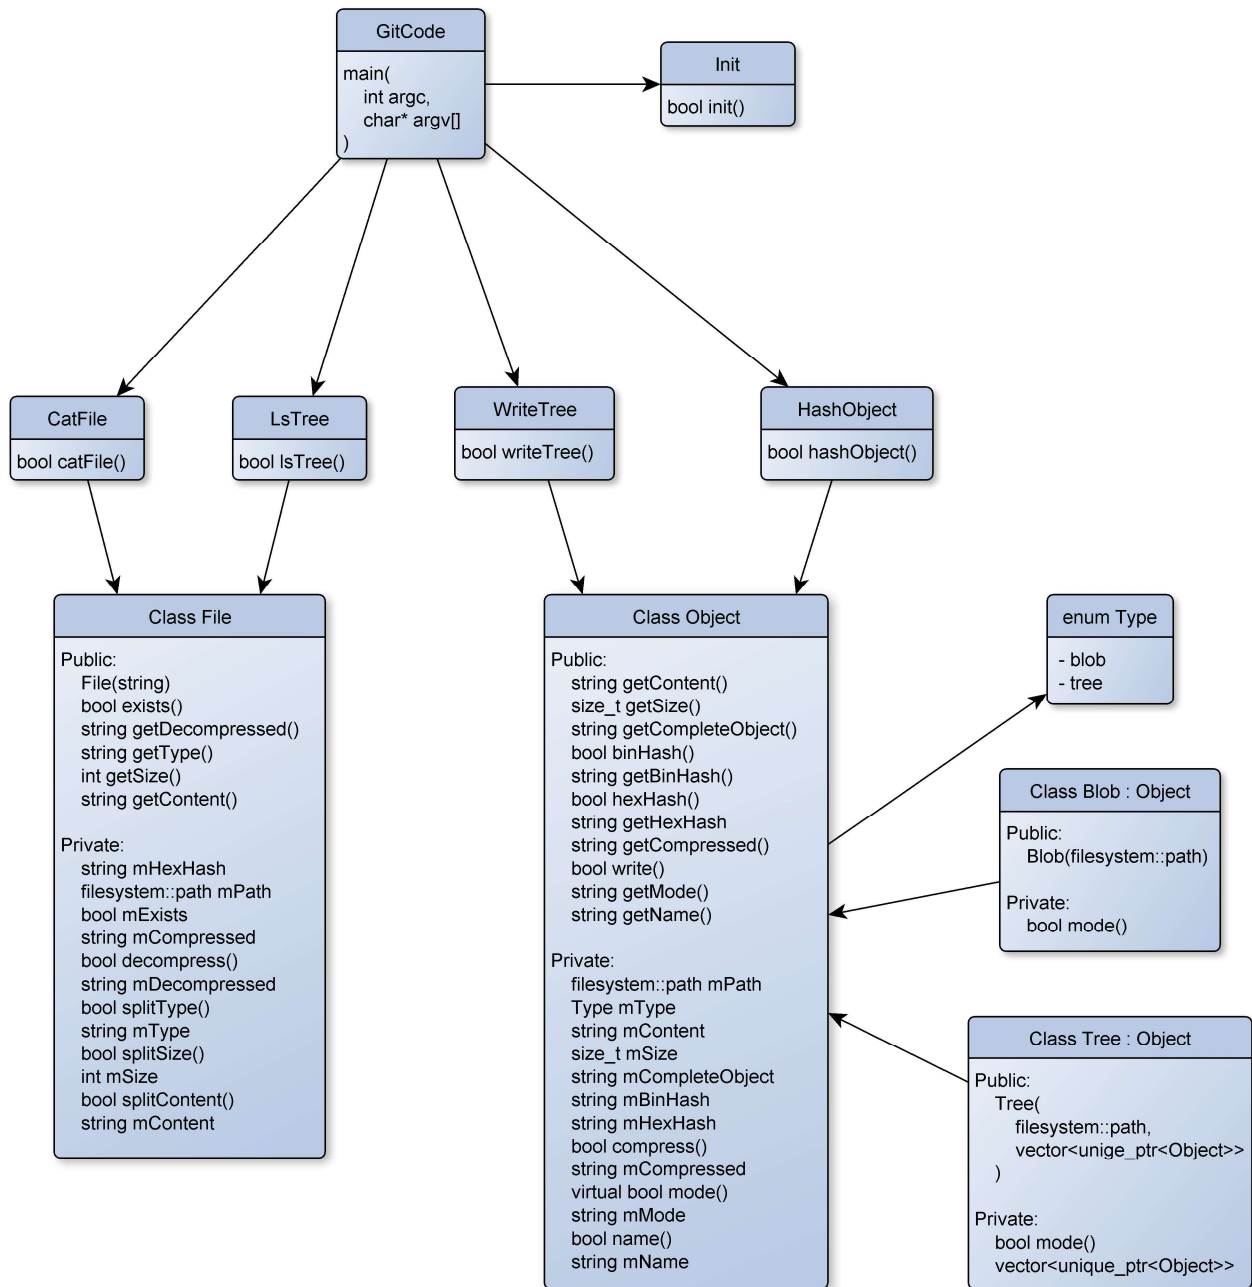 GitCode
main(
int argc,
char* argv[]
)
Init
bool init()
CatFile
bool catFile()
LsTree
bool lsTree()
WriteTree
bool writeTree()
HashObject
bool hashObject()
Class File
Public:
File(string)
bool exists()
string getDecompressed()
string getType()
int getSize()
string getContent()
Private:
string mHexHash
filesystem::path mPath
bool mExists
string mCompressed
bool decompress()
string mDecompressed
bool splitType()
string mType
bool splitSize()
int mSize
bool splitContent()
string mContent
Class Object
Public:
string getContent()
size_t getSize()
string getCompleteObject()
bool binHash()
string getBinHash()
bool hexHash()
string getHexHash
string getCompressed()
bool write()
string getMode()
string getName()
Private:
filesystem::path mPath
Type mType
string mContent
size_t mSize
string mCompleteObject
string mBinHash
string mHexHash
bool compress()
string mCompressed
virtual bool mode()
string mMode
bool name()
string mName
enum Type
- blob
- tree
Class Blob : Object
Public:
Blob(filesystem::path)
Private:
bool mode()
Class Tree : Object
Public:
Tree(
filesystem::path,
vector<unige_ptr<Object>>
)
Private:
bool mode()
vector<unique_ptr<Object>>